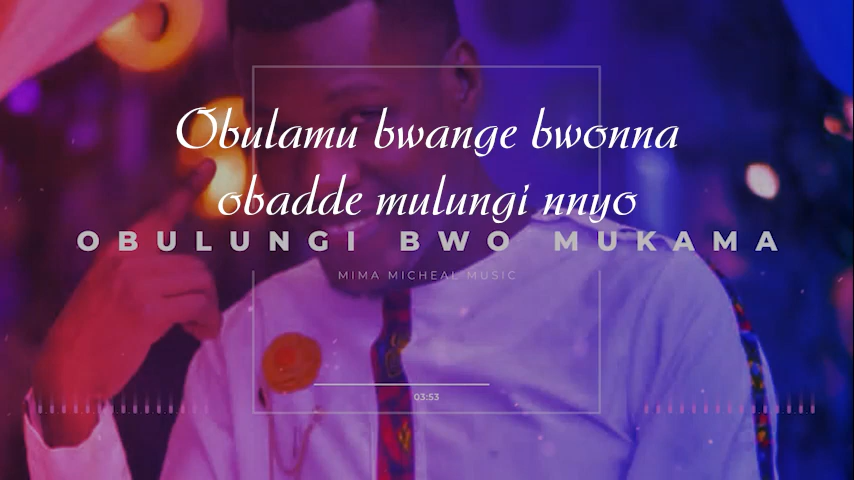 Obulamu bwange bwonna
obadde mulungi nnyo
OBULUNGI BWO MUKAMA
MIMA MICHEAL MUSIC
03:53